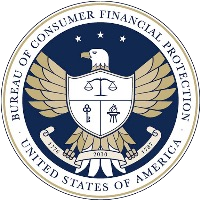 BUREAU OF CONSUMER FINANCIAL PROTECTION
2010
UNITED STATES OF AMERICA